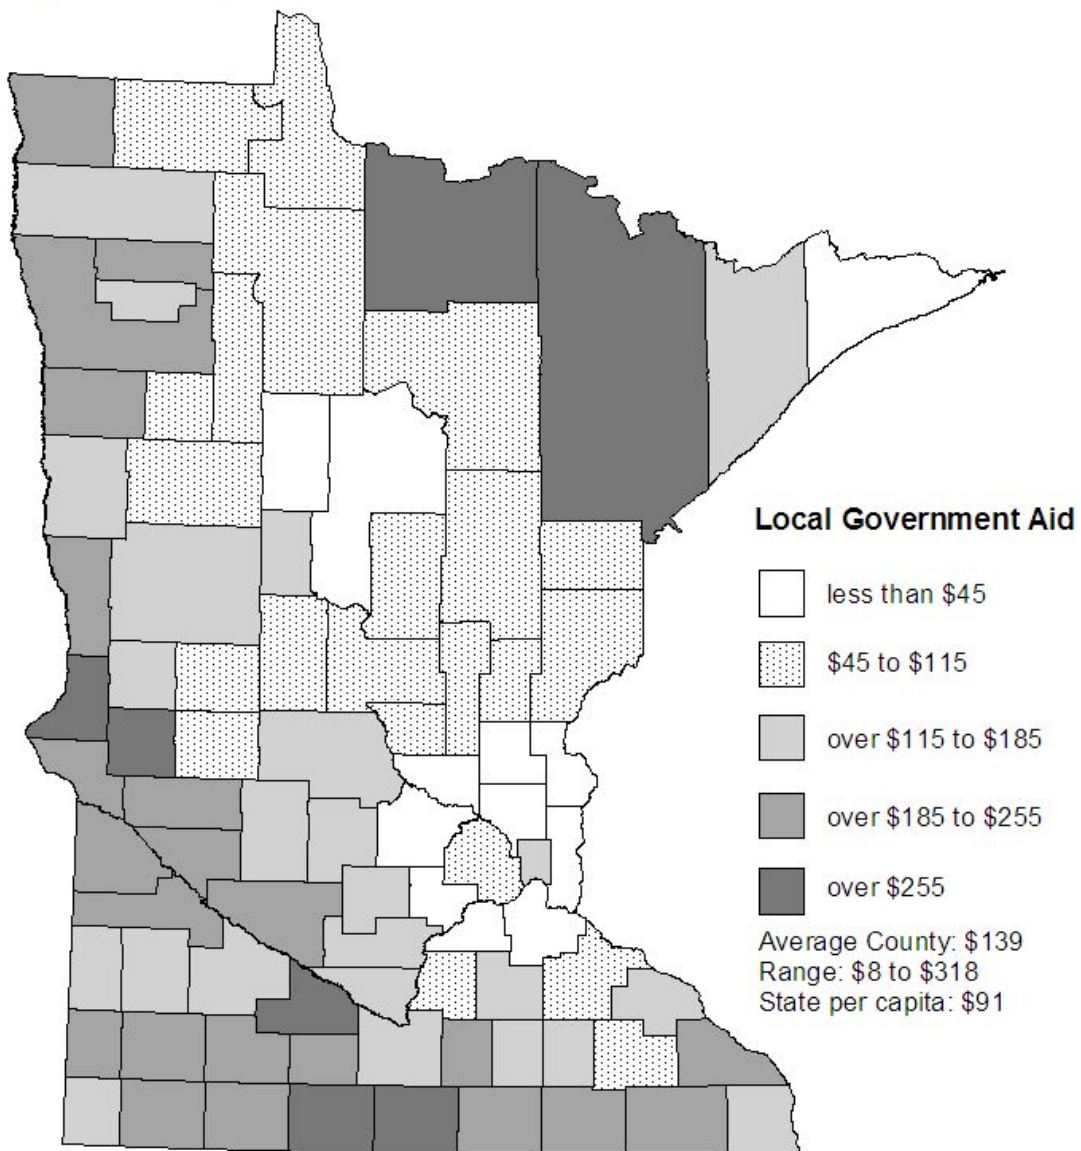 Local Government Aid
less than $45
$45 to $115
over $115 to $185
over $185 to $255
over $255
Average County: $139
Range: $8 to $318
State per capita: $91